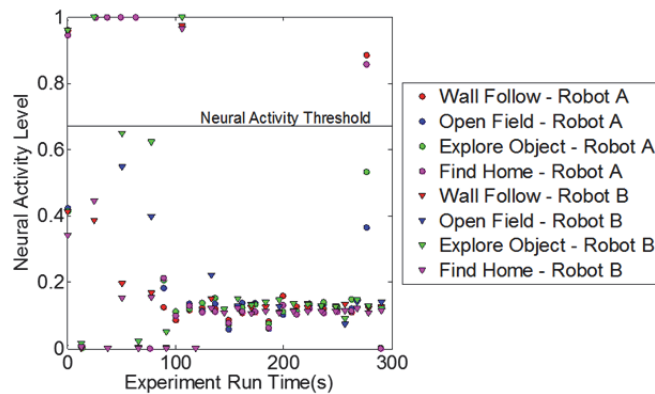 1
0.8
0.6
0.4
0.2
0
Neural Activity Level
Neural Activity Threshold
0 100 200 300
Experiment Run Time(s)
Wall Follow - Robot A
Open Field - Robot A
Explore Object - Robot A
Find Home - Robot A
Wall Follow - Robot B
Open Field - Robot B
Explore Object - Robot B
Find Home - Robot B